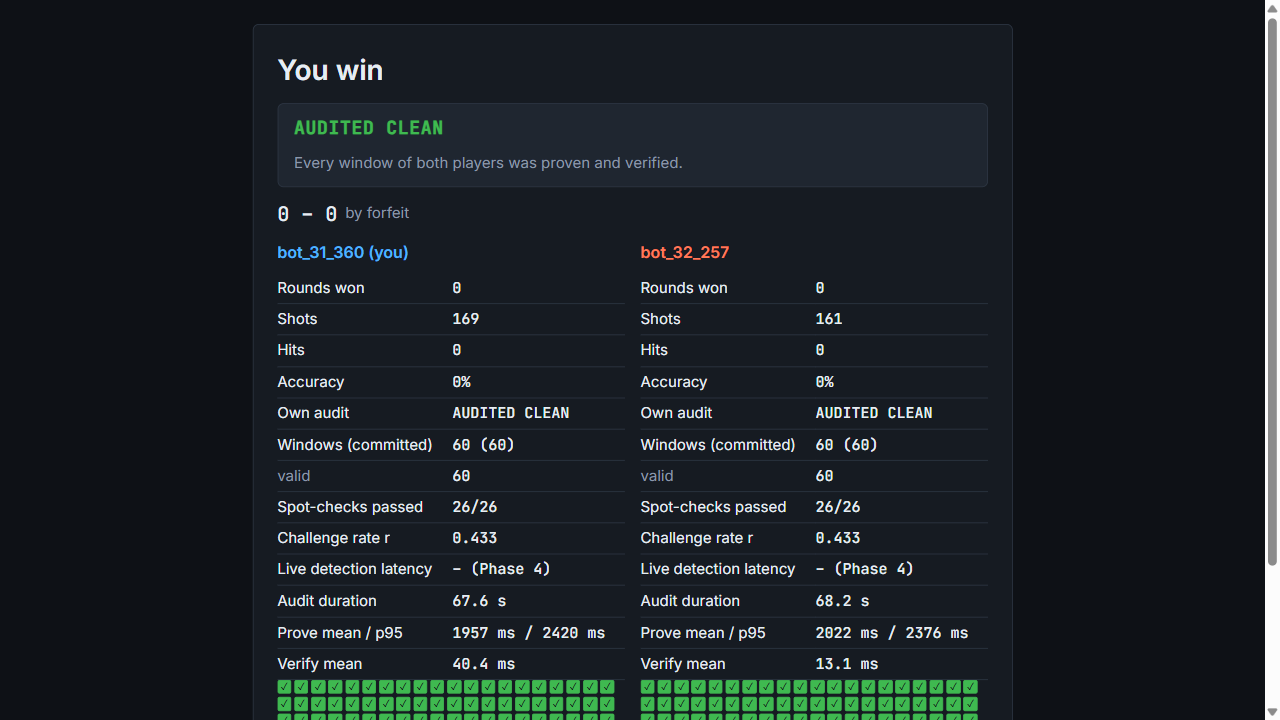 You win
AUDITED CLEAN
Every window of both players was proven and verified.
0 – 0 by forfeit
bot_31_360 (you)
Rounds won 0
Shots 169
Hits 0
Accuracy 0%
Own audit AUDITED CLEAN
Windows (committed) 60 (60)
valid 60
Spot-checks passed 26/26
Challenge rate r 0.433
Live detection latency – (Phase 4)
Audit duration 67.6 s
Prove mean / p95 1957 ms / 2420 ms
Verify mean 40.4 ms
bot_32_257
Rounds won 0
Shots 161
Hits 0
Accuracy 0%
Own audit AUDITED CLEAN
Windows (committed) 60 (60)
valid 60
Spot-checks passed 26/26
Challenge rate r 0.433
Live detection latency – (Phase 4)
Audit duration 68.2 s
Prove mean / p95 2022 ms / 2376 ms
Verify mean 13.1 ms